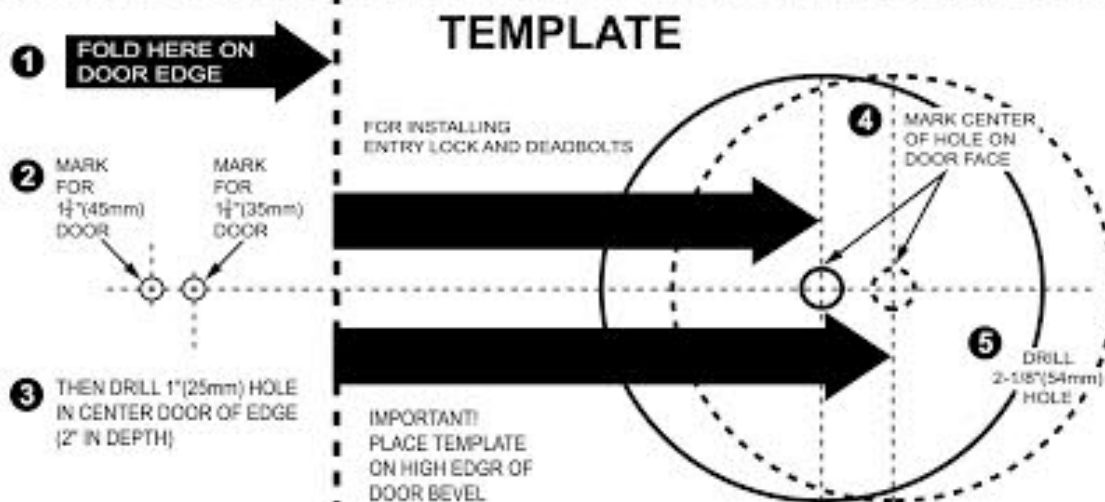 TEMPLATE
1
FOLD HERE ON
DOOR EDGE
FOR INSTALLING
ENTRY LOCK AND DEADBOLTS
2
MARK
FOR
1¾"(45mm)
DOOR
MARK
FOR
(35mm)
DOOR
3
THEN DRILL 1"(25mm) HOLE
IN CENTER DOOR OF EDGE
(2" IN DEPTH)
4
MARK CENTER
OF HOLE ON
DOOR FACE
5
DRILL
2-1/8"(54mm)
HOLE
IMPORTANT!
PLACE TEMPLATE
ON HIGH EDGR OF
DOOR BEVEL